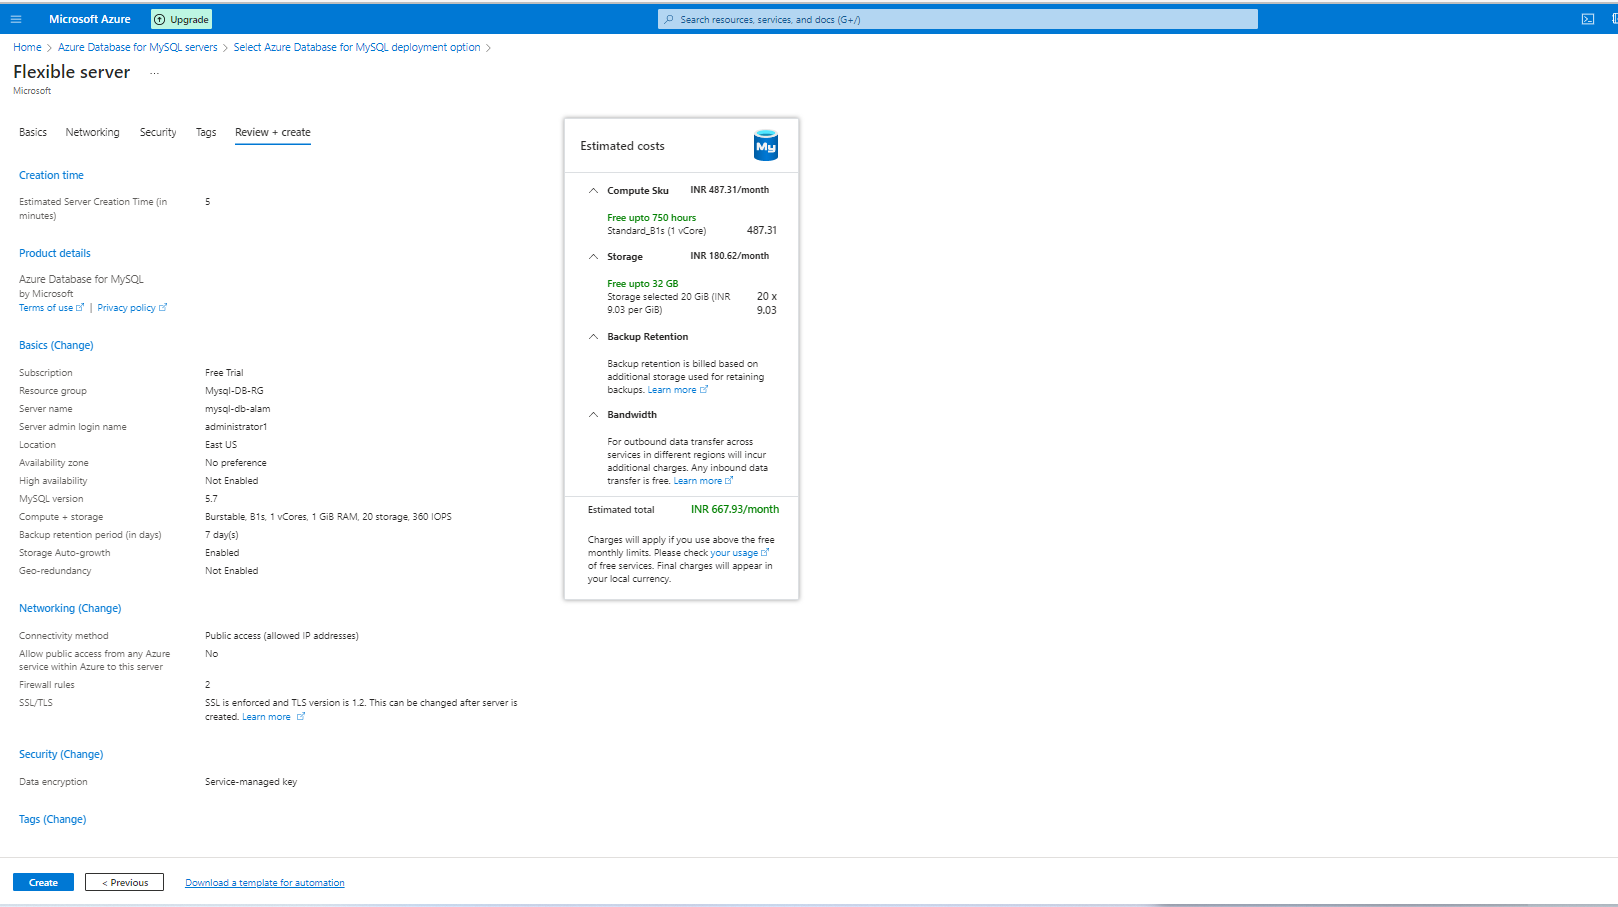 Microsoft Azure
Upgrade
Search resources, services, and docs (G+/)
Home > Azure Database for MySQL servers > Select Azure Database for MySQL deployment option >
Flexible server ...
Microsoft
Basics Networking Security Tags Review + create
Creation time
Estimated Server Creation Time (in 5
minutes)
Product details
Azure Database for MySQL
by Microsoft
Terms of use | Privacy policy
Basics (Change)
Subscription Free Trial
Resource group Mysql-DB-RG
Server name mysql-db-alam
Server admin login name administrator1
Location East US
Availability zone No preference
High availability Not Enabled
MySQL version 5.7
Compute + storage Burstable, B1s, 1 vCores, 1 GiB RAM, 20 storage, 360 IOPS
Backup retention period (in days) 7 day(s)
Storage Auto-growth Enabled
Geo-redundancy Not Enabled
Networking (Change)
Connectivity method Public access (allowed IP addresses)
Allow public access from any Azure No
service within Azure to this server
Firewall rules 2
SSL/TLS SSL is enforced and TLS version is 1.2. This can be changed after server is
created. Learn more
Security (Change)
Data encryption Service-managed key
Tags (Change)
Estimated costs
My
Compute Sku INR 487.31/month
Free upto 750 hours
Standard_B1s (1 vCore) 487.31
Storage INR 180.62/month
Free upto 32 GB
Storage selected 20 GiB (INR 20 x
9.03 per GiB) 9.03
Backup Retention
Backup retention is billed based on
additional storage used for retaining
backups. Learn more
Bandwidth
For outbound data transfer across
services in different regions will incur
additional charges. Any inbound data
transfer is free. Learn more
Estimated total INR 667.93/month
Charges will apply if you use above the free
monthly limits. Please check your usage
of free services. Final charges will appear in
your local currency.
Create
< Previous
Download a template for automation